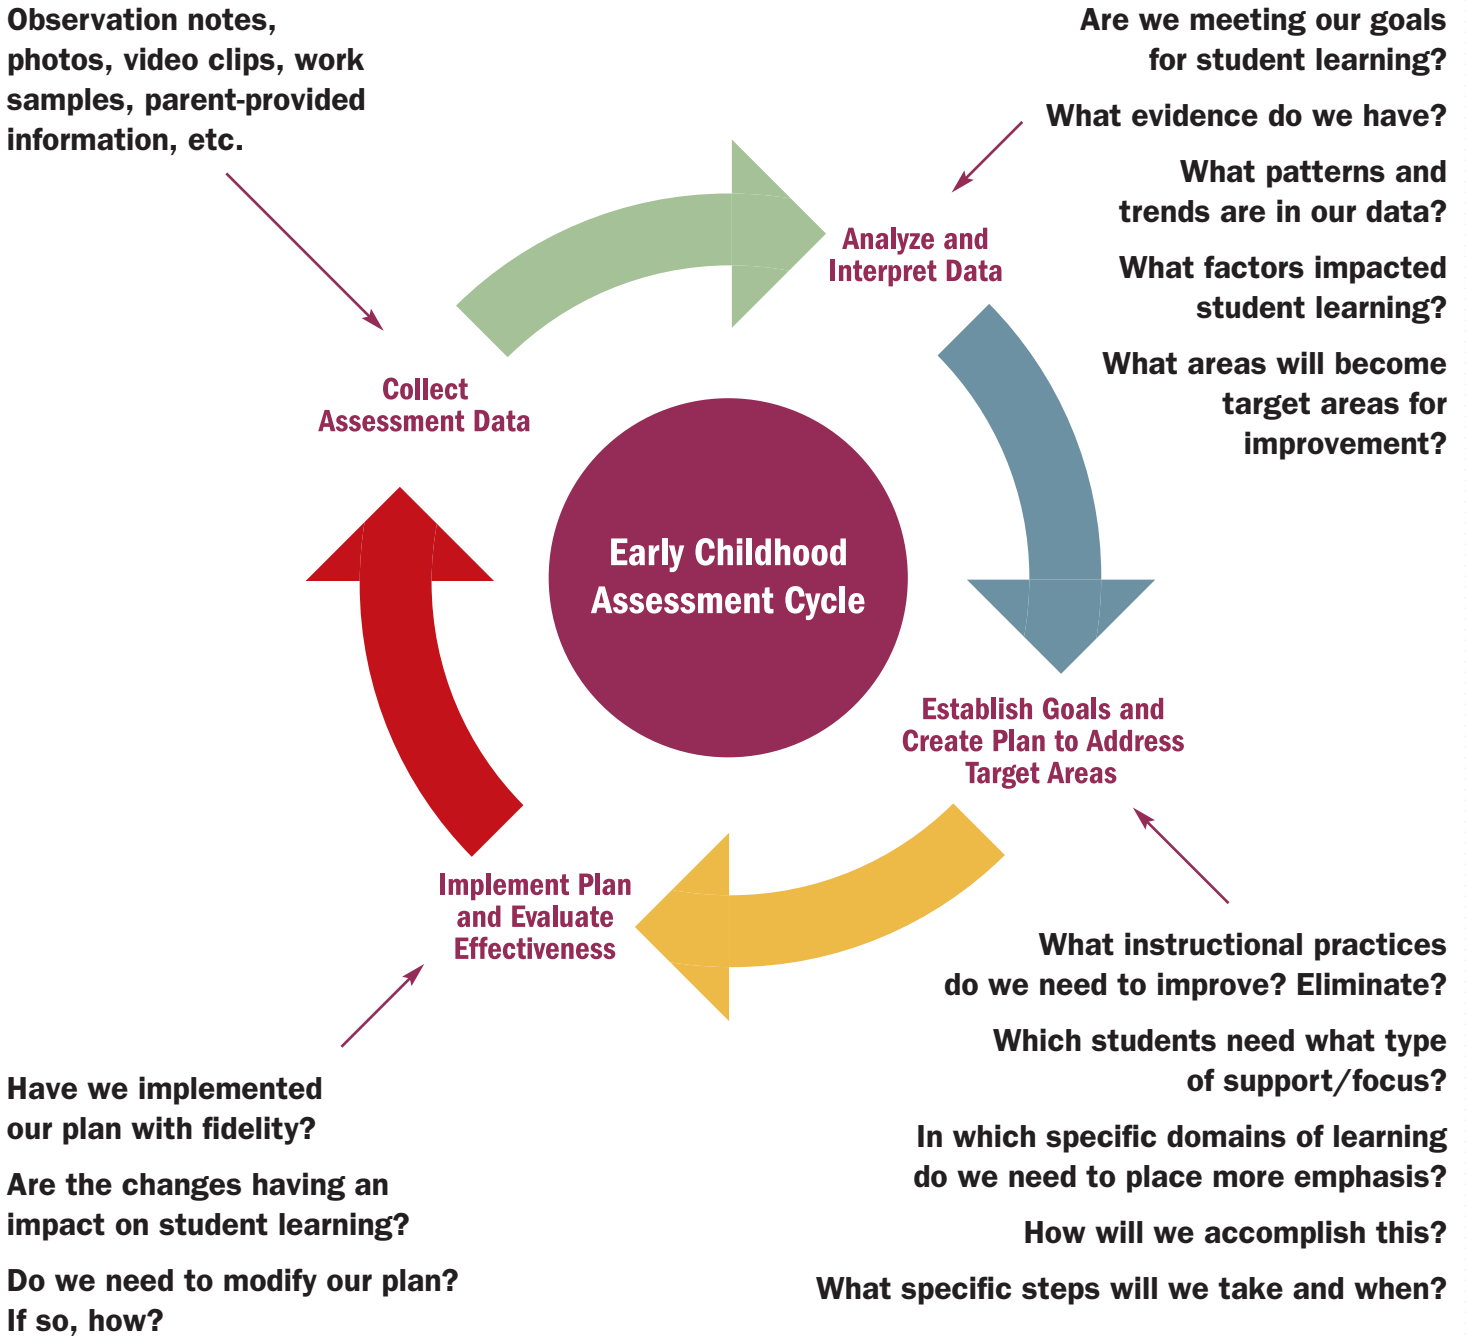 Observation notes,
photos, video clips, work
samples, parent-provided
information, etc.
Are we meeting our goals
for student learning?
What evidence do we have?
What patterns and
trends are in our data?
What factors impacted
student learning?
What areas will become
target areas for
improvement?
Analyze and
Interpret Data
Collect
Assessment Data
Early Childhood
Assessment Cycle
Establish Goals and
Create Plan to Address
Target Areas
Implement Plan
and Evaluate
Effectiveness
What instructional practices
do we need to improve? Eliminate?
Which students need what type
of support/focus?
In which specific domains of learning
do we need to place more emphasis?
How will we accomplish this?
What specific steps will we take and when?
Have we implemented
our plan with fidelity?
Are the changes having an
impact on student learning?
Do we need to modify our plan?
If so, how?